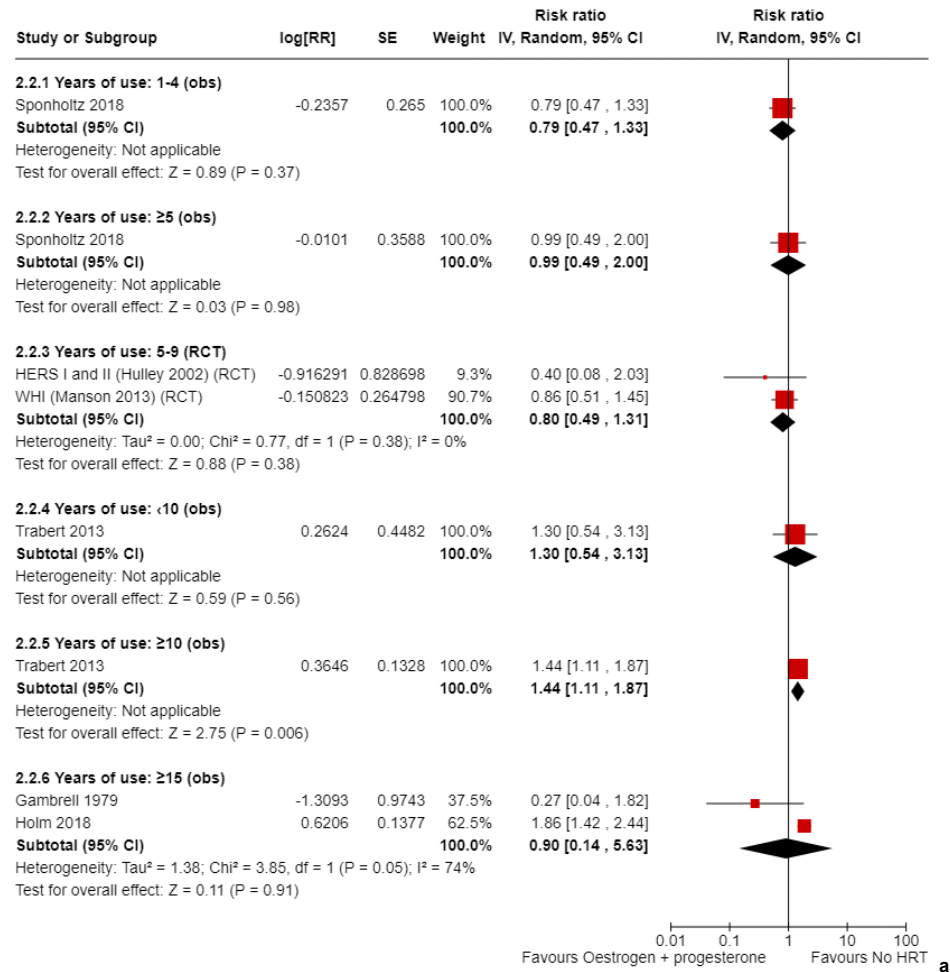 Risk ratio Risk ratio
Study or Subgroup log[RR] SE Weight IV, Random, 95% CI IV, Random, 95% CI
2.2.1 Years of use: 1-4 (obs)
Sponholtz 2018 -0.2357 0.265 100.0% 0.79 [0.47 , 1.33]
Subtotal (95% CI) 100.0% 0.79 [0.47 , 1.33]
Heterogeneity: Not applicable
Test for overall effect: Z = 0.89 (P = 0.37)
2.2.2 Years of use: ≥5 (obs)
Sponholtz 2018 -0.0101 0.3588 100.0% 0.99 [0.49 , 2.00]
Subtotal (95% CI) 100.0% 0.99 [0.49 , 2.00]
Heterogeneity: Not applicable
Test for overall effect: Z = 0.03 (P = 0.98)
2.2.3 Years of use: 5-9 (RCT)
HERS I and II (Hulley 2002) (RCT) -0.916291 0.828698 9.3% 0.40 [0.08 , 2.03]
WHI (Manson 2013) (RCT) -0.150823 0.264798 90.7% 0.86 [0.51 , 1.45]
Subtotal (95% CI) 100.0% 0.80 [0.49 , 1.31]
Heterogeneity: Tau² = 0.00; Chi² = 0.77, df = 1 (P = 0.38); I² = 0%
Test for overall effect: Z = 0.88 (P = 0.38)
2.2.4 Years of use: ‹10 (obs)
Trabert 2013 0.2624 0.4482 100.0% 1.30 [0.54 , 3.13]
Subtotal (95% CI) 100.0% 1.30 [0.54 , 3.13]
Heterogeneity: Not applicable
Test for overall effect: Z = 0.59 (P = 0.56)
2.2.5 Years of use: ≥10 (obs)
Trabert 2013 0.3646 0.1328 100.0% 1.44 [1.11 , 1.87]
Subtotal (95% CI) 100.0% 1.44 [1.11 , 1.87]
Heterogeneity: Not applicable
Test for overall effect: Z = 2.75 (P = 0.006)
2.2.6 Years of use: ≥15 (obs)
Gambrell 1979 -1.3093 0.9743 37.5% 0.27 [0.04 , 1.82]
Holm 2018 0.6206 0.1377 62.5% 1.86 [1.42 , 2.44]
Subtotal (95% CI) 100.0% 0.90 [0.14 , 5.63]
Heterogeneity: Tau² = 1.38; Chi² = 3.85, df = 1 (P = 0.05); I² = 74%
Test for overall effect: Z = 0.11 (P = 0.91)
0.01 0.1 1 10 100
Favours Oestrogen + progesterone Favours No HRT
a